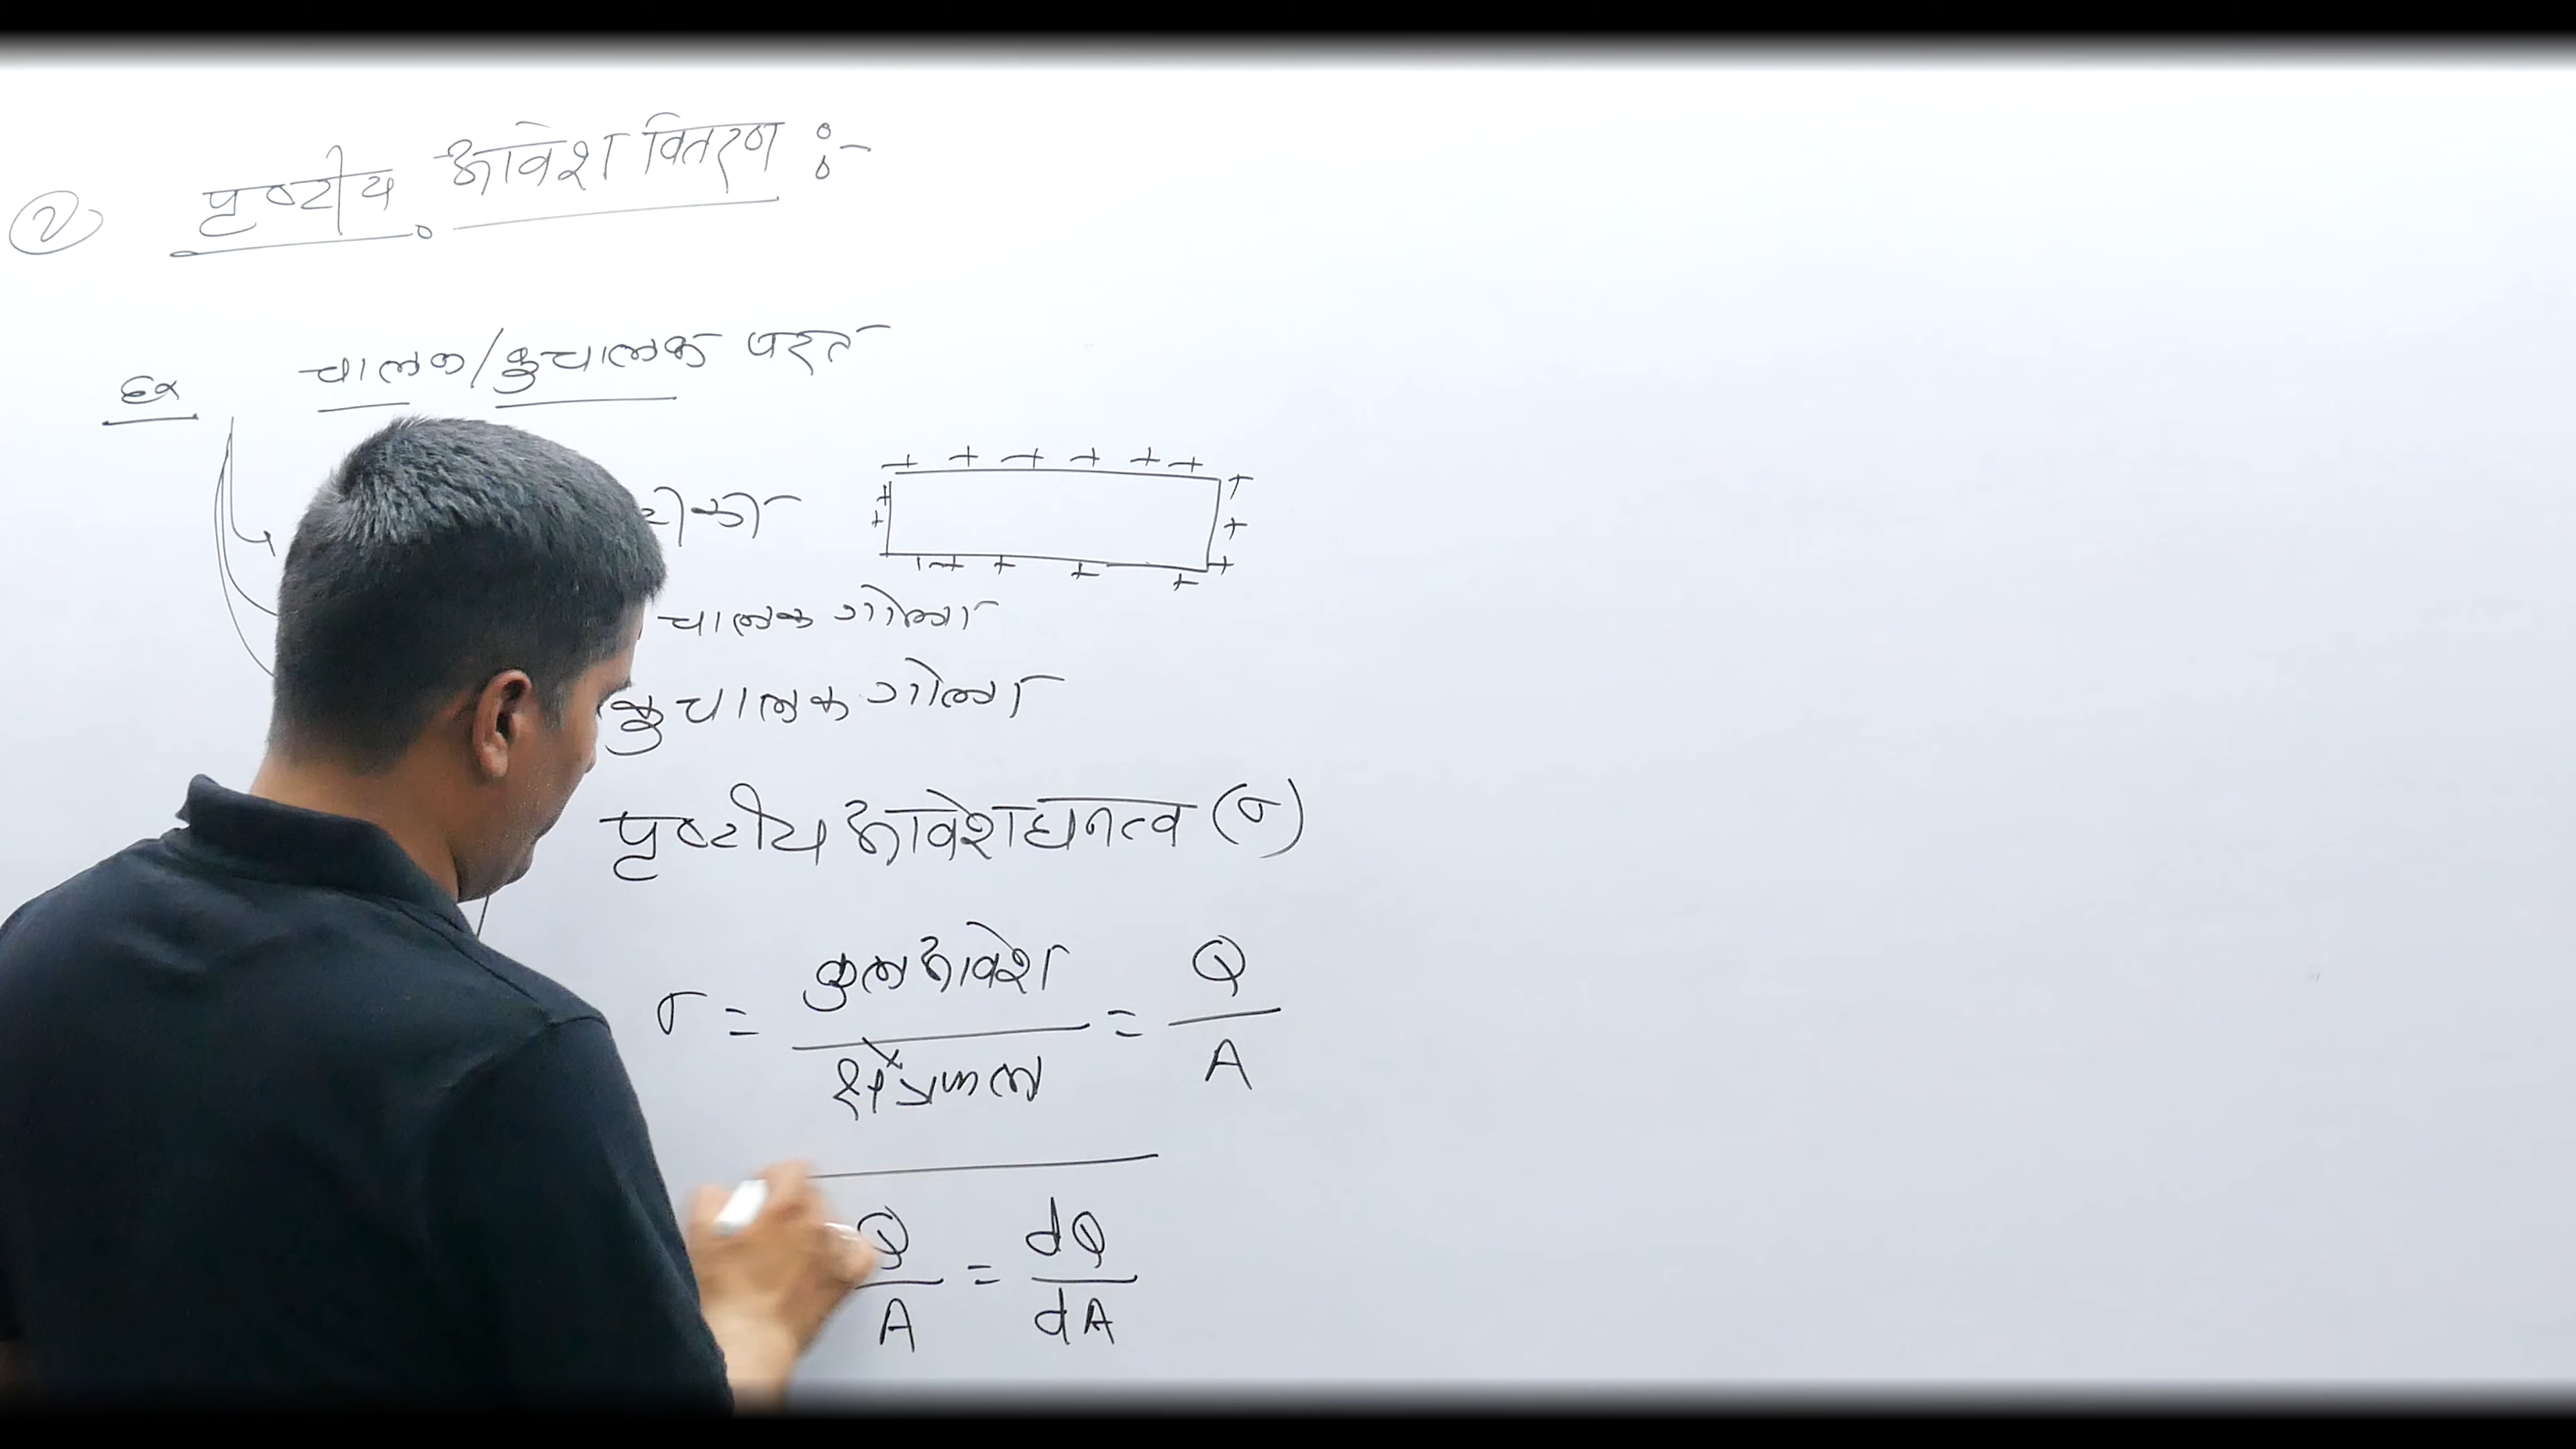 ② पृष्टीय आवेश वितरण :-
Ex चालक/कुचालक परत
+ + + + + +
+ + + +
+ + + + + +
चालक गोला
कुचालक गोला
पृष्टीय आवेश घनत्व (σ)
σ = कुल आवेश / क्षेत्रफल = Q / A
Q / A = dQ / dA